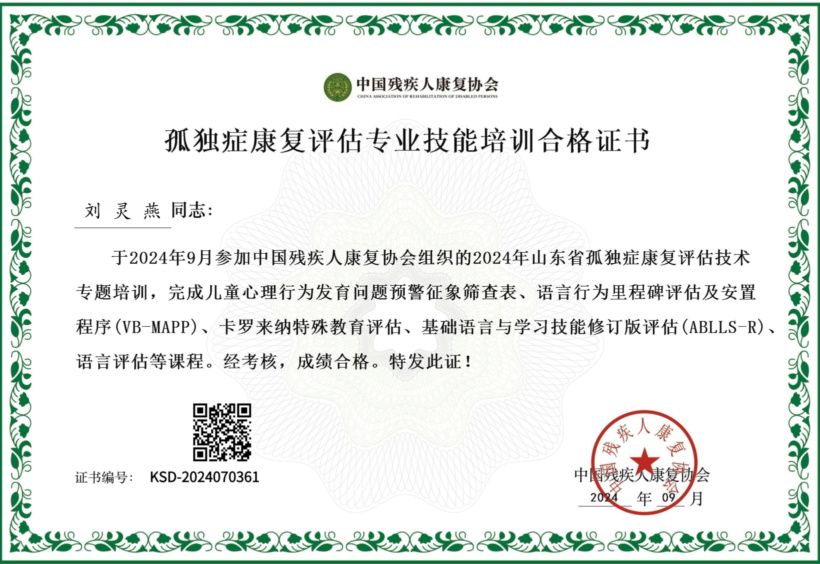 中国残疾人康复协会
CHINA ASSOCIATION OF REHABILITATION OF DISABLED PERSONS
孤独症康复评估专业技能培训合格证书
刘灵燕 同志：
于2024年9月参加中国残疾人康复协会组织的2024年山东省孤独症康复评估技术
专题培训，完成儿童心理行为发育问题预警征象筛查表、语言行为里程碑评估及安置
程序(VB-MAPP)、卡罗来纳特殊教育评估、基础语言与学习技能修订版评估(ABLLS-R)、
语言评估等课程。经考核，成绩合格。特发此证！
证书编号： KSD-2024070361
中国残疾人康复协会
中国残疾人康复协会
2024 年 09 月